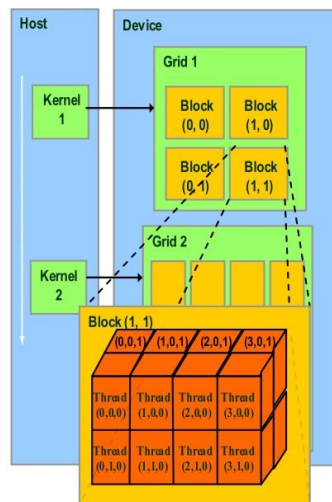 Host
Device
Grid 1
Kernel
1
Block
(0, 0)
Block
(1, 0)
Block
(0, 1)
Block
(1, 1)
Grid 2
Kernel
2
Block (1, 1)
(0,0,1) (1,0,1) (2,0,1) (3,0,1)
Thread
(0,0,0)
Thread
(1,0,0)
Thread
(2,0,0)
Thread
(3,0,0)
Thread
(0,1,0)
Thread
(1,1,0)
Thread
(2,1,0)
Thread
(3,1,0)